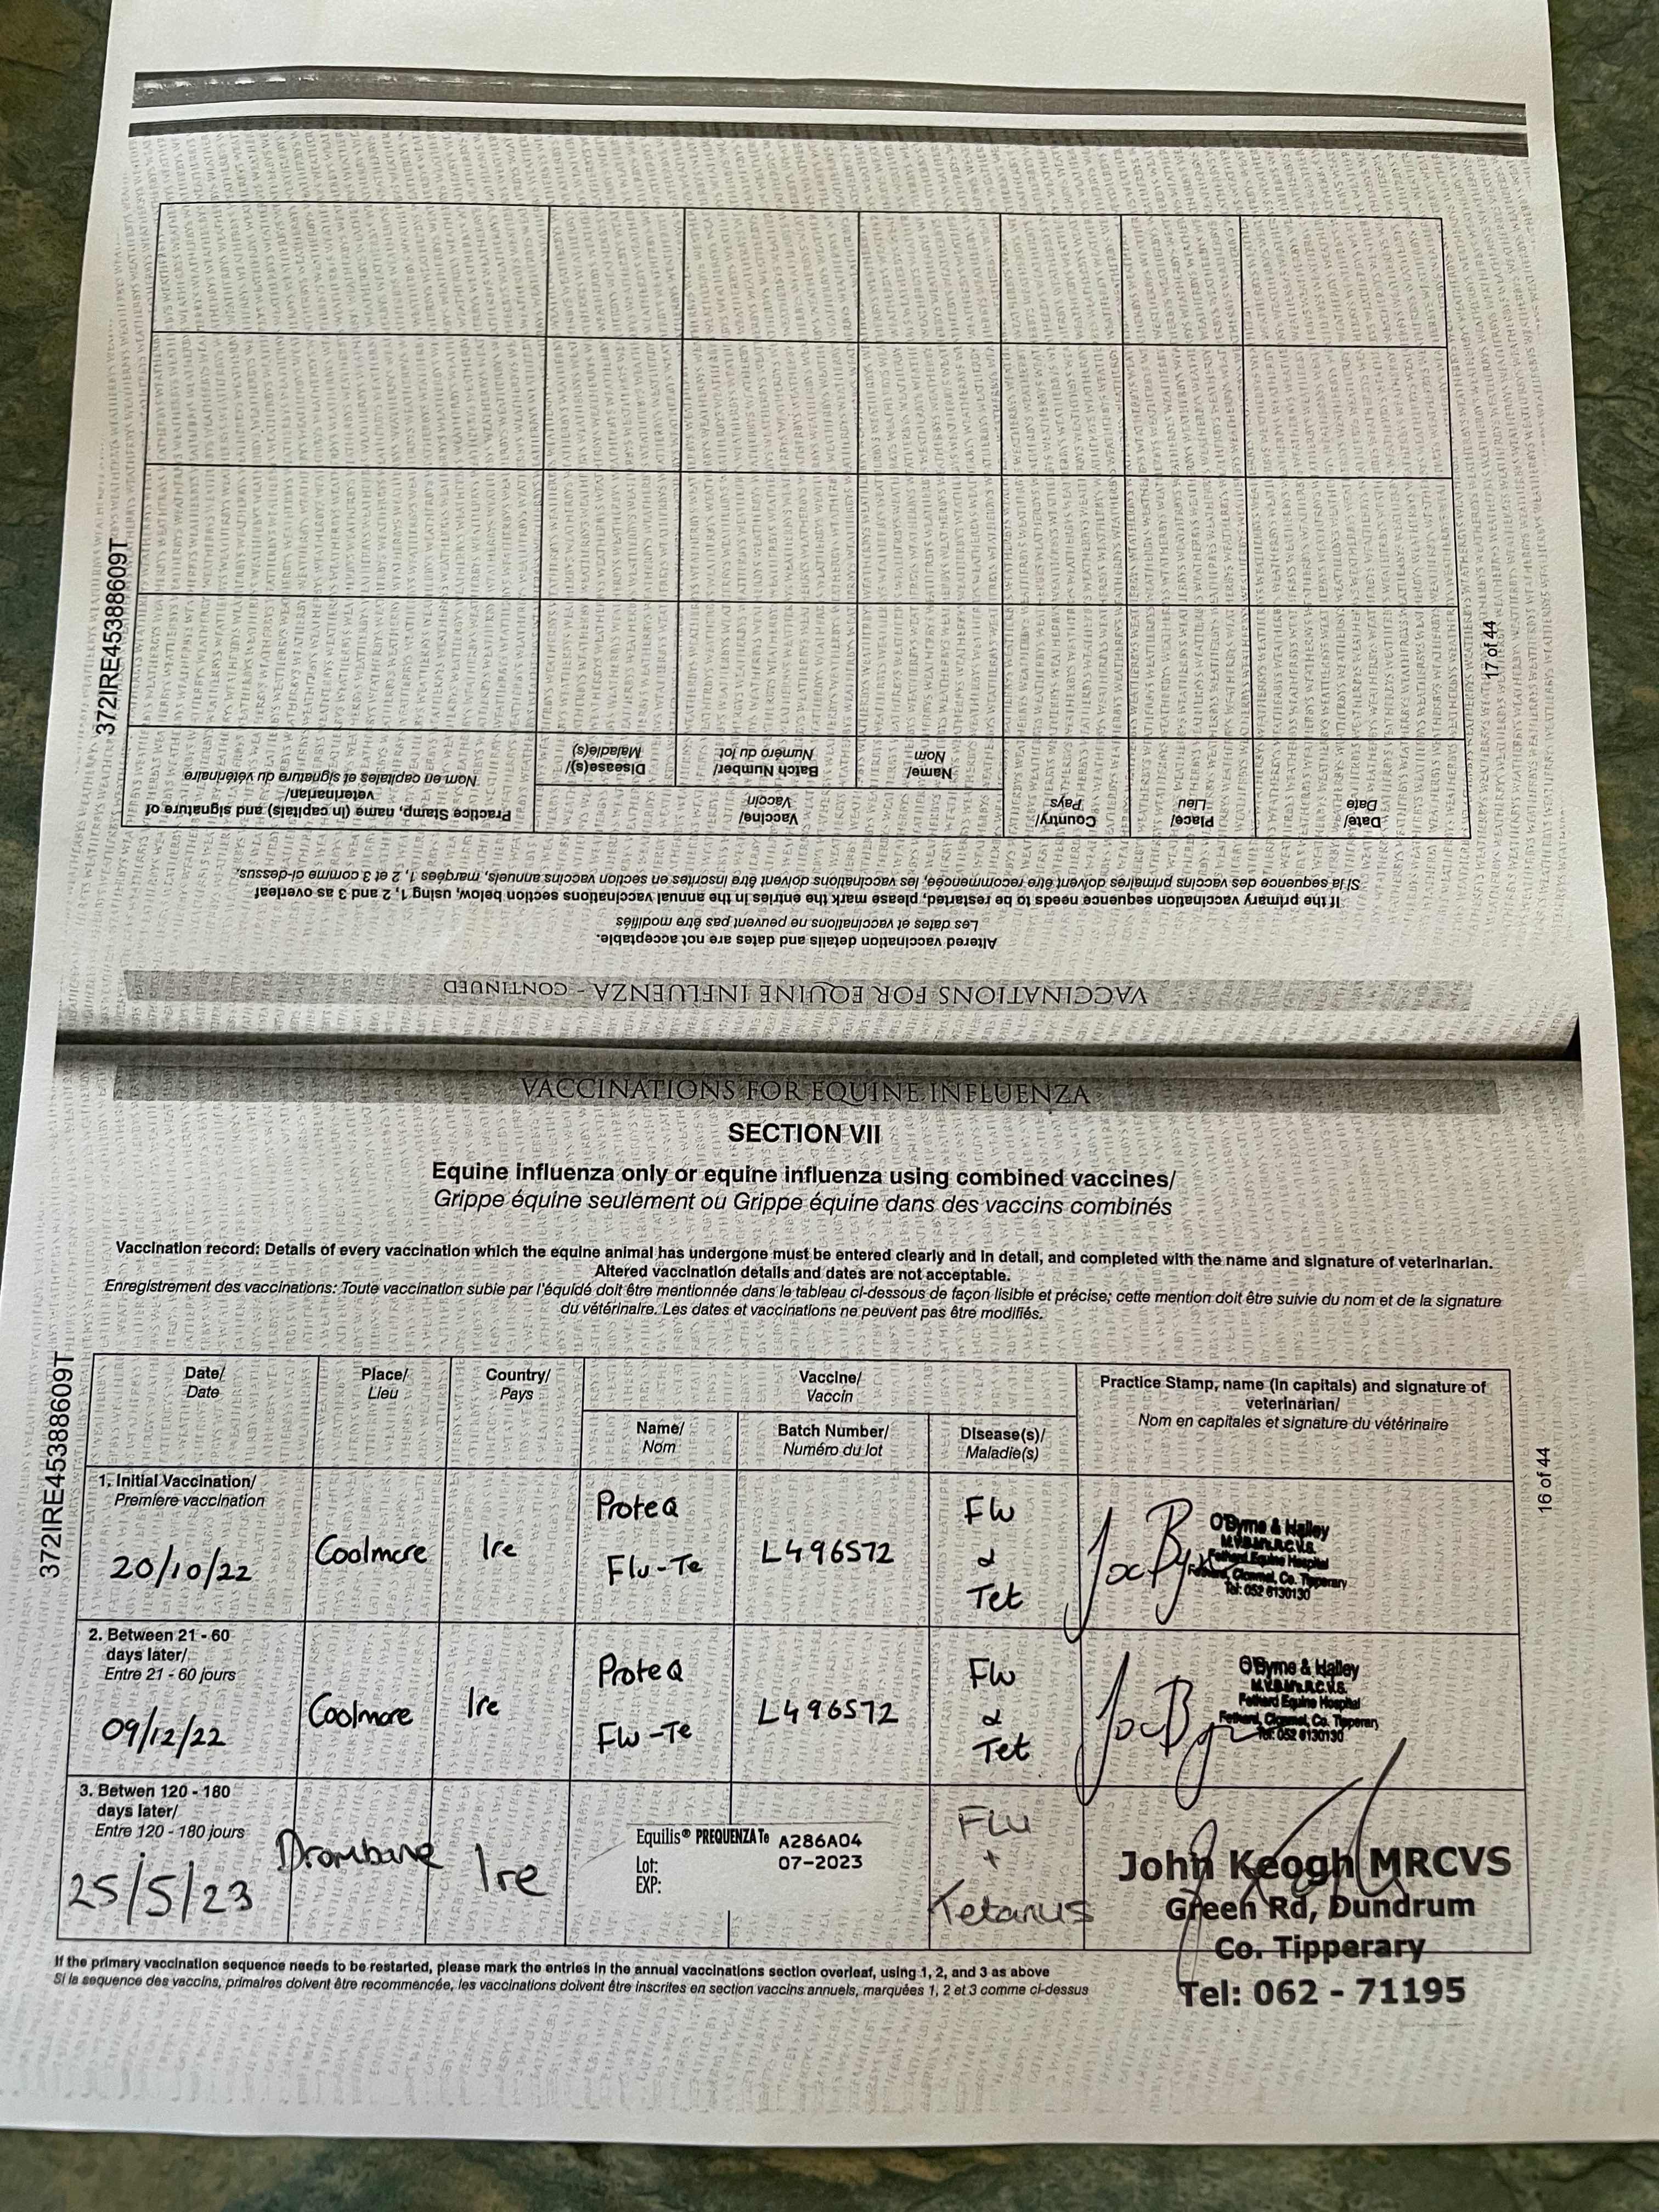 372IRE45388609T
17 of 44
VACCINATIONS FOR EQUINE INFLUENZA - CONTINUED
Altered vaccination details and dates are not acceptable.
Les dates et vaccinations ne peuvent pas être modifiés
If the primary vaccination sequence needs to be restarted, please mark the entries in the annual vaccinations section below, using 1, 2 and 3 as overleaf
Si la sequence des vaccins primaires doivent être recommencée, les vaccinations doivent être inscrites en section vaccins annuels, marqées 1, 2 et 3 comme ci-dessus.
Date/
Date
Place/
Lieu
Country/
Pays
Vaccine/
Vaccin
Name/
Nom
Batch Number/
Numéro du lot
Disease(s)/
Maladie(s)
Practice Stamp, name (in capitals) and signature of
veterinarian/
Nom en capitales et signature du vétérinaire
VACCINATIONS FOR EQUINE INFLUENZA
SECTION VII
Equine influenza only or equine influenza using combined vaccines/
Grippe équine seulement ou Grippe équine dans des vaccins combinés
Vaccination record: Details of every vaccination which the equine animal has undergone must be entered clearly and in detail, and completed with the name and signature of veterinarian.
Altered vaccination details and dates are not acceptable.
Enregistrement des vaccinations: Toute vaccination subie par l'équidé doit être mentionnée dans le tableau ci-dessous de façon lisible et précise; cette mention doit être suivie du nom et de la signature
du vétérinaire. Les dates et vaccinations ne peuvent pas être modifiés.
372IRE45388609T
16 of 44
Date/
Date
Place/
Lieu
Country/
Pays
Vaccine/
Vaccin
Name/
Nom
Batch Number/
Numéro du lot
Disease(s)/
Maladie(s)
Practice Stamp, name (in capitals) and signature of
veterinarian/
Nom en capitales et signature du vétérinaire
1. Initial Vaccination/
Premiere vaccination
20/10/22
Coolmore
Ire
ProteQ
Flu-Te
L496572
Flu
&
Tet
O'Byrne & Halley
M.V.B. M's.R.C.V.S.
Fethard Equine Hospital
Fethard, Clonmel, Co. Tipperary
Tel: 052 6130130
2. Between 21 - 60
days later/
Entre 21 - 60 jours
09/12/22
Coolmore
Ire
ProteQ
Flu-Te
L496572
Flu
&
Tet
O'Byrne & Halley
M.V.B. M's.R.C.V.S.
Fethard Equine Hospital
Fethard, Clonmel, Co. Tipperary
Tel: 052 6130130
3. Betwen 120 - 180
days later/
Entre 120 - 180 jours
25/5/23
Drombane
Ire
Equilis® PREQUENZA Te A286A04
Lot: 07-2023
EXP:
FLU
+
Tetanus
John Keogh MRCVS
Green Rd, Dundrum
Co. Tipperary
Tel: 062 - 71195
If the primary vaccination sequence needs to be restarted, please mark the entries in the annual vaccinations section overleaf, using 1, 2, and 3 as above
Si la sequence des vaccins, primaires doivent être recommencée, les vaccinations doivent être inscrites en section vaccins annuels, marquées 1, 2 et 3 comme ci-dessus